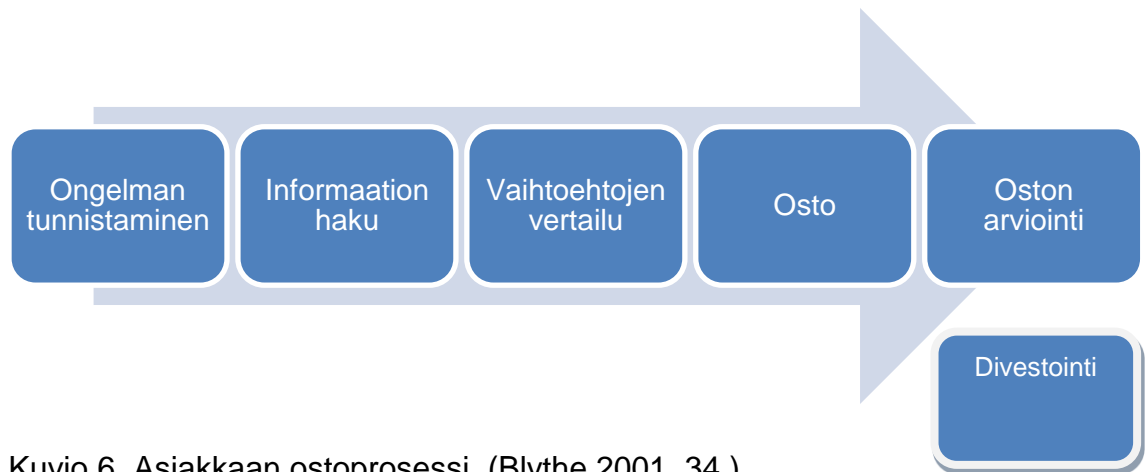 Ongelman
tunnistaminen
Informaation
haku
Vaihtoehtojen
vertailu
Osto
Oston
arviointi
Divestointi
Kuvio 6. Asiakkaan ostoprosessi. (Blythe 2001, 34.)